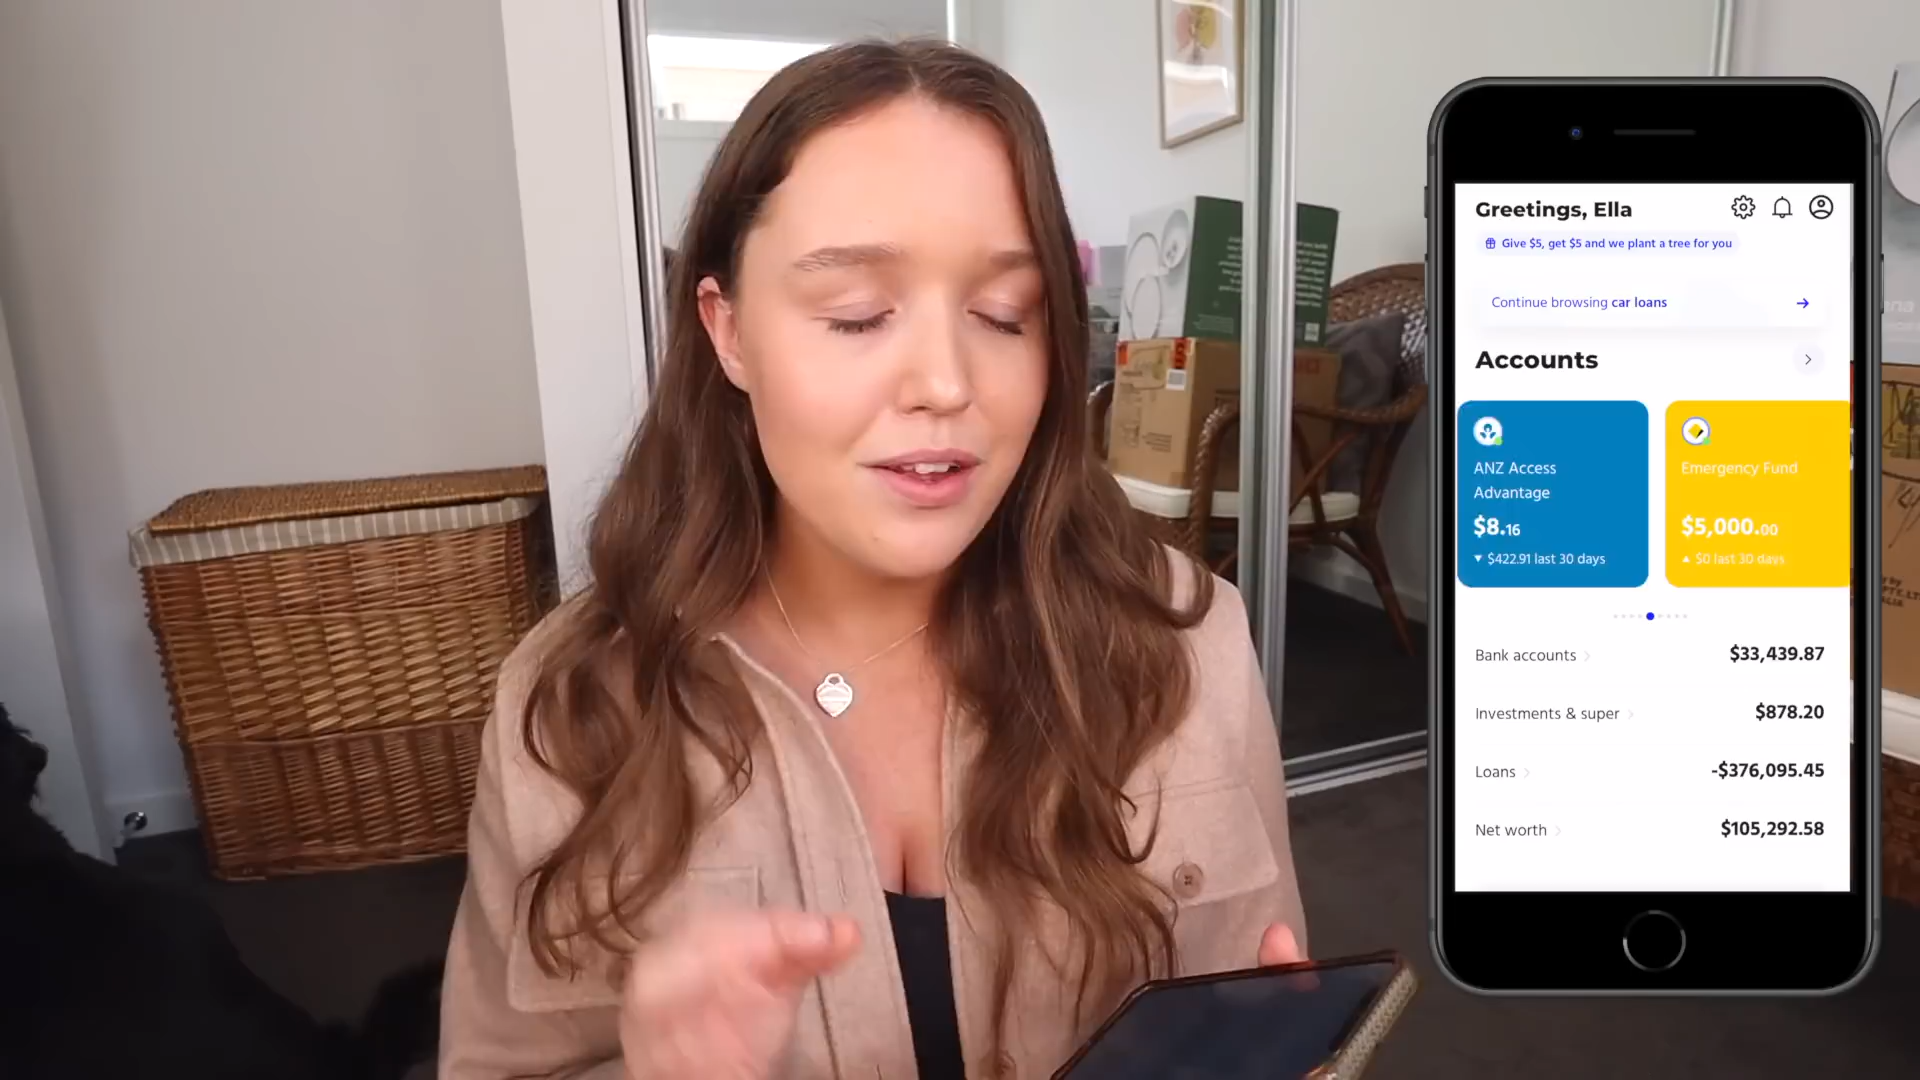 Greetings, Ella
Give $5, get $5 and we plant a tree for you
Continue browsing car loans
Accounts
ANZ Access
Advantage
$8.16
$422.91 last 30 days
Emergency Fund
$5,000.00
$0 last 30 days
Bank accounts
$33,439.87
Investments & super
$878.20
Loans
-$376,095.45
Net worth
$105,292.58